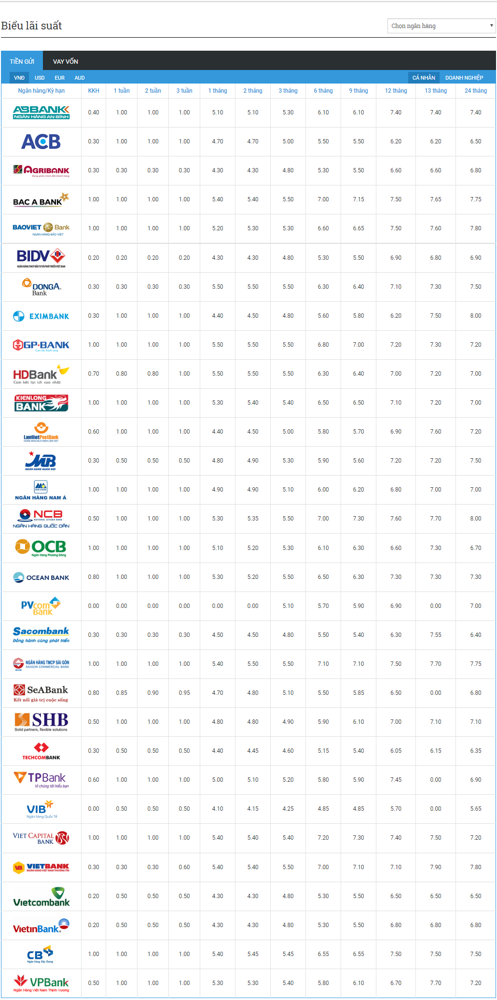 Biểu lãi suất
Chọn ngân hàng
TIỀN GỬI VAY VỐN
VNĐ USD EUR AUD CÁ NHÂN DOANH NGHIỆP
Ngân hàng/Kỳ hạn KKH 1 tuần 2 tuần 3 tuần 1 tháng 2 tháng 3 tháng 6 tháng 9 tháng 12 tháng 13 tháng 24 tháng
ABBANK
NGÂN HÀNG AN BÌNH
0.40 1.00 1.00 1.00 5.10 5.10 5.30 6.10 6.10 7.40 7.40 7.40
ACB
0.30 1.00 1.00 1.00 4.70 4.70 5.00 5.50 5.50 6.20 6.20 6.50
AGRIBANK
Mang phồn thịnh đến khách hàng
0.30 0.30 0.30 0.30 4.30 4.30 4.80 5.30 5.50 6.60 6.60 6.80
BAC A BANK
1.00 1.00 1.00 1.00 5.40 5.40 5.50 7.00 7.15 7.50 7.65 7.75
BAOVIET Bank
NGÂN HÀNG BẢO VIỆT
1.00 1.00 1.00 1.00 5.20 5.30 5.30 6.60 6.65 7.50 7.60 7.80
BIDV
NGÂN HÀNG TMCP ĐẦU TƯ VÀ PHÁT TRIỂN VIỆT NAM
0.20 0.20 0.20 0.20 4.30 4.30 4.80 5.30 5.50 6.90 6.80 6.90
DONGA
Bank
0.30 0.30 0.30 0.30 5.50 5.50 5.50 6.30 6.40 7.10 7.30 7.50
EXIMBANK
0.30 1.00 1.00 1.00 4.40 4.50 4.80 5.60 5.80 6.20 7.50 8.00
GP·BANK
Cam kết thành công
1.00 1.00 1.00 1.00 5.50 5.50 5.50 6.80 7.00 7.20 7.30 7.20
HDBank
Cam kết lợi ích cao nhất
0.70 0.80 0.80 1.00 5.50 5.50 5.50 6.30 6.40 7.00 7.20 7.00
KIENLONG
BANK
1.00 1.00 1.00 1.00 5.30 5.40 5.40 6.50 6.50 7.10 7.20 7.00
LienVietPostBank
NGÂN HÀNG BƯU ĐIỆN LIÊN VIỆT
0.60 1.00 1.00 1.00 4.40 4.50 5.00 5.80 5.70 6.90 7.60 7.20
MB
NGÂN HÀNG QUÂN ĐỘI
0.30 0.50 0.50 0.50 4.80 4.90 5.30 5.90 5.60 7.20 7.20 7.50
NAM A BANK
NGÂN HÀNG NAM Á
1.00 1.00 1.00 1.00 4.90 4.90 5.10 6.00 6.20 6.80 7.00 7.00
NCB
NATIONAL CITIZEN BANK
NGÂN HÀNG QUỐC DÂN
0.50 1.00 1.00 1.00 5.30 5.35 5.50 7.00 7.30 7.60 7.70 8.00
OCB
Ngân Hàng Phương Đông
1.00 1.00 1.00 1.00 5.10 5.20 5.30 6.10 6.30 6.60 7.30 6.70
OCEAN BANK
0.80 1.00 1.00 1.00 5.30 5.20 5.50 6.50 6.30 7.30 7.30 7.30
PVcom
Bank
0.00 0.00 0.00 0.00 0.00 0.00 5.10 5.70 5.90 6.90 0.00 7.00
Sacombank
Đồng hành cùng phát triển
0.30 0.30 0.30 0.30 4.50 4.50 4.80 5.50 5.40 6.30 7.55 6.40
NGÂN HÀNG TMCP SÀI GÒN
SAIGON COMMERCIAL BANK
SCB
1.00 1.00 1.00 1.00 5.40 5.50 5.50 7.10 7.10 7.50 7.70 7.75
SeABank
Kết nối giá trị cuộc sống
0.80 0.85 0.90 0.95 4.70 4.80 5.10 5.50 5.85 6.50 0.00 6.80
SHB
Solid partners, flexible solutions
0.50 1.00 1.00 1.00 4.80 4.80 4.90 5.90 6.10 7.00 7.10 7.10
TECHCOMBANK
0.30 0.50 0.50 0.50 4.40 4.45 4.60 5.15 5.40 6.05 6.15 6.35
TPBank
Vì chúng tôi hiểu bạn
0.60 1.00 1.00 1.00 5.00 5.10 5.20 5.80 5.90 7.45 0.00 6.90
VIB
Ngân hàng Quốc Tế
0.00 0.50 0.50 0.50 4.10 4.15 4.25 4.85 4.85 5.70 0.00 5.65
VIET CAPITAL
BANK
1.00 1.00 1.00 1.00 5.40 5.40 5.40 7.20 7.30 7.40 7.50 7.20
VB VIETBANK
NGÂN HÀNG VIỆT NAM THƯƠNG TÍN
0.30 0.30 0.30 0.60 5.40 5.40 5.50 7.00 7.10 7.10 7.90 7.80
Vietcombank
0.20 0.50 0.50 0.50 4.30 4.30 4.80 5.30 5.50 6.50 6.50 6.50
VietinBank
0.20 0.50 0.50 0.50 4.30 4.30 4.80 5.30 5.50 6.80 6.80 6.80
CB
Ngân hàng Xây Dựng
1.00 1.00 1.00 1.00 5.40 5.45 5.45 6.55 6.55 7.50 7.50 7.50
VPBank
Ngân Hàng Việt Nam Thịnh Vượng
0.50 1.00 1.00 1.00 5.30 5.30 5.40 5.80 6.10 6.70 7.70 7.20